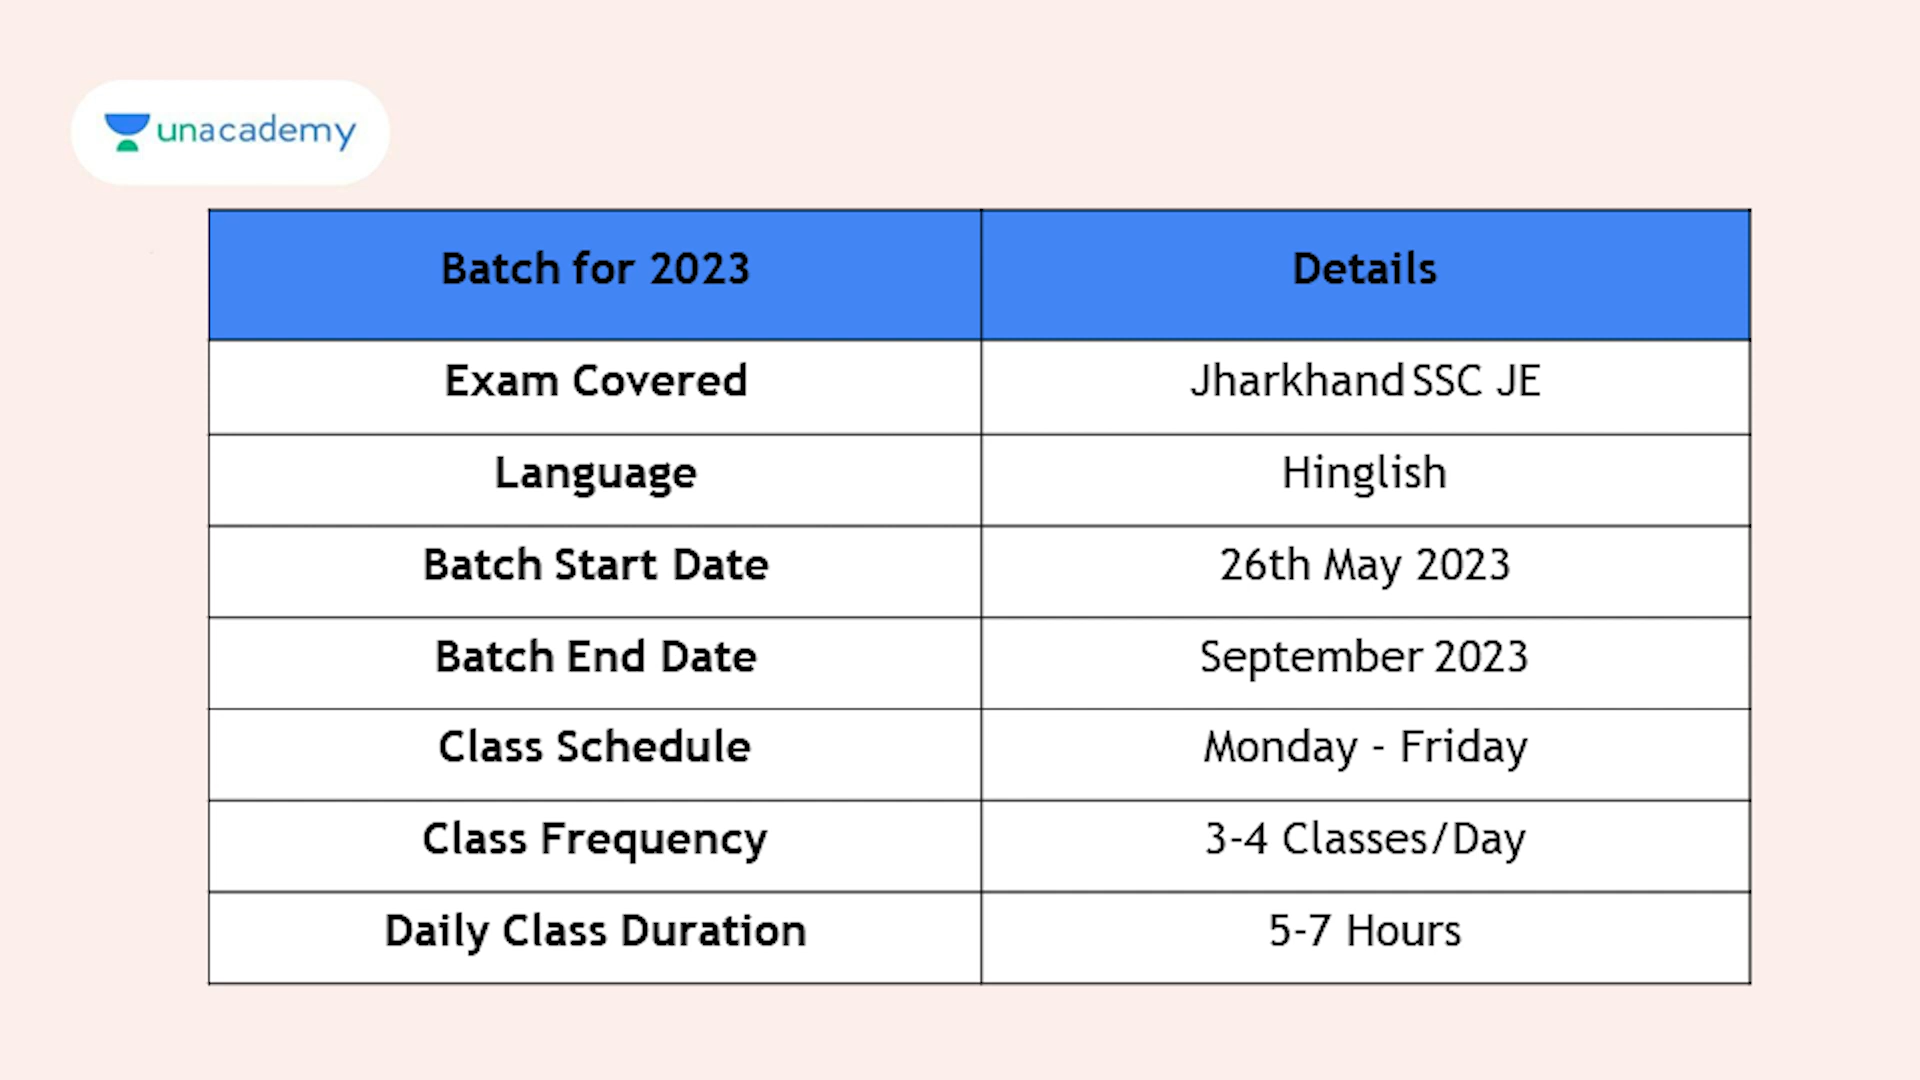 unacademy
Batch for 2023 Details
Exam Covered Jharkhand SSC JE
Language Hinglish
Batch Start Date 26th May 2023
Batch End Date September 2023
Class Schedule Monday - Friday
Class Frequency 3-4 Classes/Day
Daily Class Duration 5-7 Hours